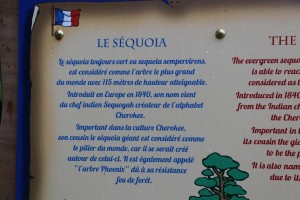 LE SÉQUOIA
Le séquoia toujours vert ou sequoia sempervirens,
est considéré comme l'arbre le plus grand
du monde avec 115 mètres de hauteur atteignable.
Introduit en Europe en 1840, son nom vient
du chef indien Sequoyah créateur de l'alphabet
Cherokee.
Important dans la culture Cherokee,
son cousin le séquoia géant est considéré comme
le pilier du monde, car il se serait créé
autour de celui-ci. Il est également appelé
"l'arbre Phoenix" dû à sa résistance
feu de forêt.
THE
The evergreen sequo
is able to reach
considered as t
Introduced in 1840
from the Indian c
the Ch
Important in
its cousin the gia
to be the p
It is also nam
due to its